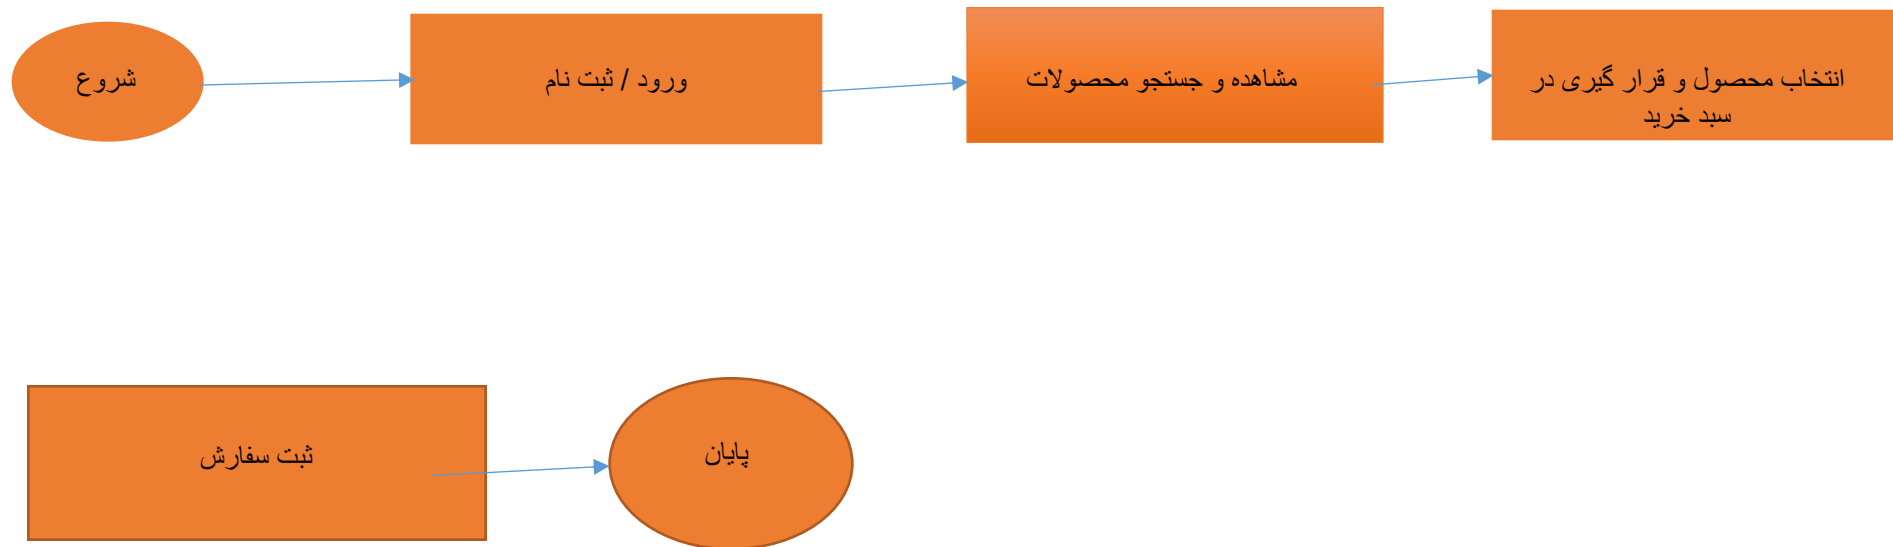 شروع
ورود / ثبت نام
مشاهده و جستجو محصولات
انتخاب محصول و قرار گیری در
سبد خرید
ثبت سفارش
پایان